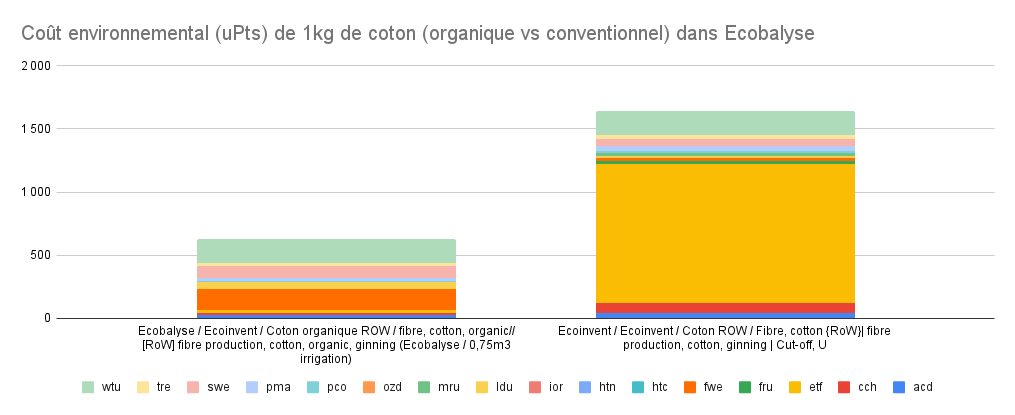 Coût environnemental (uPts) de 1kg de coton (organique vs conventionnel) dans Ecobalyse
2 000
1 500
1 000
500
0
Ecobalyse / Ecoinvent / Coton organique ROW / fibre, cotton, organic//
[RoW] fibre production, cotton, organic, ginning (Ecobalyse / 0,75m3
irrigation)
Ecoinvent / Ecoinvent / Coton ROW / Fibre, cotton {RoW}| fibre
production, cotton, ginning | Cut-off, U
wtu tre swe pma pco ozd mru ldu ior htn htc fwe fru etf cch acd